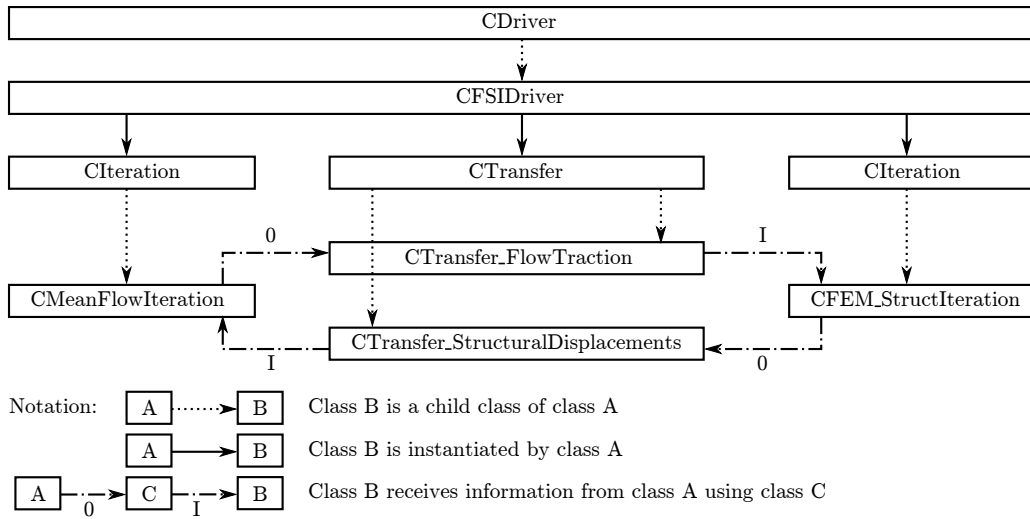 CDriver
CFSIDriver
CIteration
CTransfer
CIteration
0
I
CTransfer_FlowTraction
CMeanFlowIteration
CFEM_StructIteration
CTransfer_StructuralDisplacements
I
0
Notation: A B Class B is a child class of class A
A B Class B is instantiated by class A
A 0 C I B Class B receives information from class A using class C